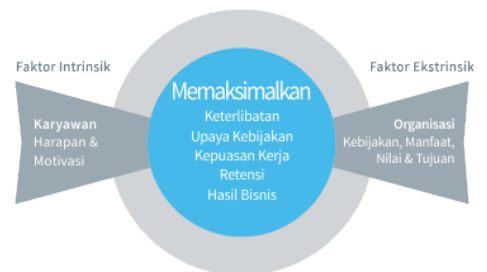 Faktor Intrinsik
Karyawan
Harapan &
Motivasi
Memaksimalkan
Keterlibatan
Upaya Kebijakan
Kepuasan Kerja
Retensi
Hasil Bisnis
Faktor Ekstrinsik
Organisasi
Kebijakan, Manfaat,
Nilai & Tujuan